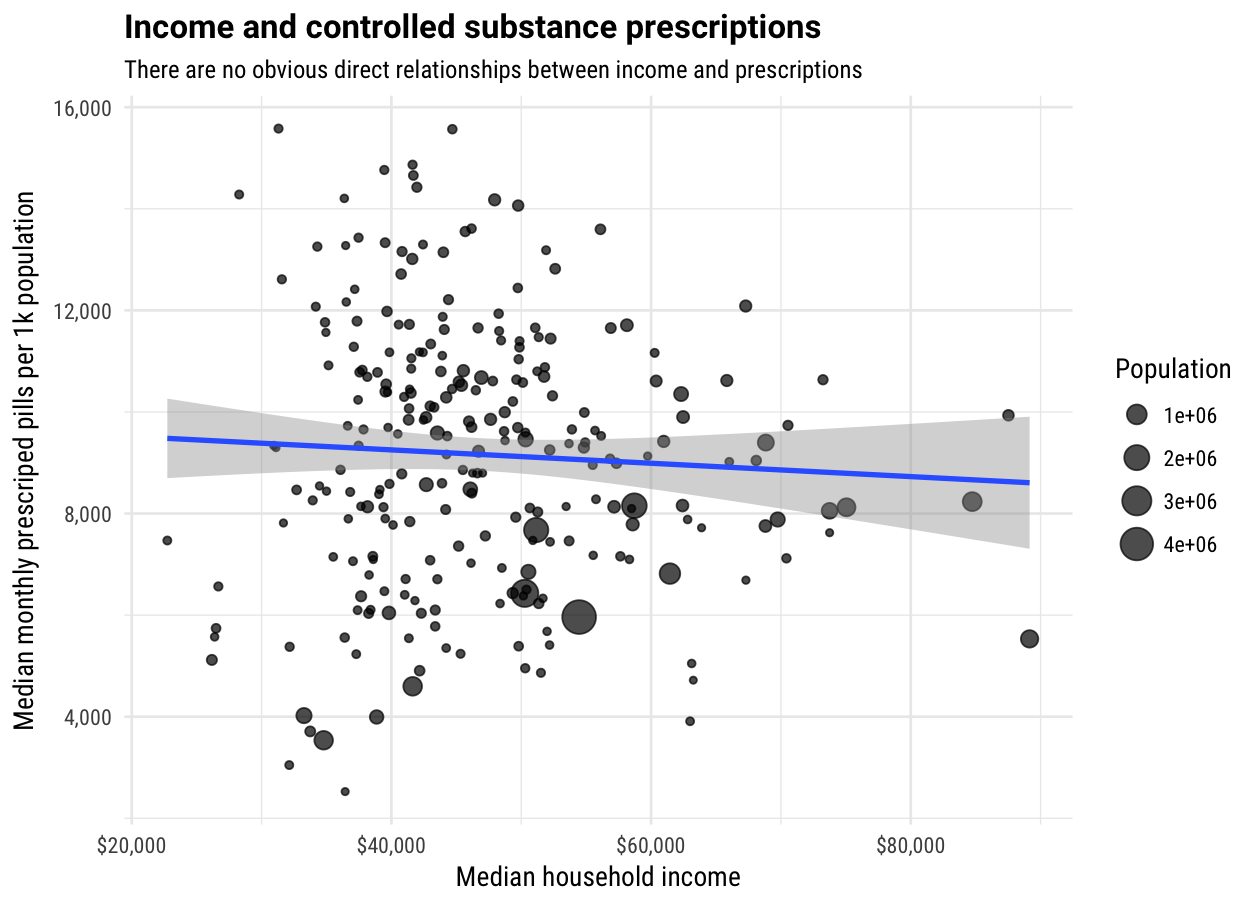 Income and controlled substance prescriptions
There are no obvious direct relationships between income and prescriptions
16,000
12,000
8,000
4,000
Median monthly prescriped pills per 1k population
$20,000
$40,000
$60,000
$80,000
Median household income
Population
1e+06
2e+06
3e+06
4e+06